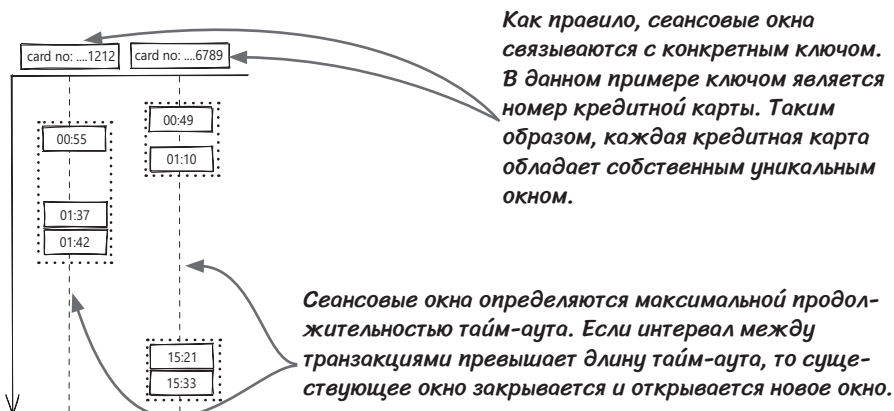 Как правило, сеансовые окна
связываются с конкретным ключом.
В данном примере ключом является
номер кредитной карты. Таким
образом, каждая кредитная карта
обладает собственным уникальным
окном.
card no: ....1212
card no: ....6789
00:49
00:55
01:10
01:37
01:42
Сеансовые окна определяются максимальной продол-
жительностью тайм-аута. Если интервал между
транзакциями превышает длину тайм-аута, то суще-
ствующее окно закрывается и открывается новое окно.
15:21
15:33